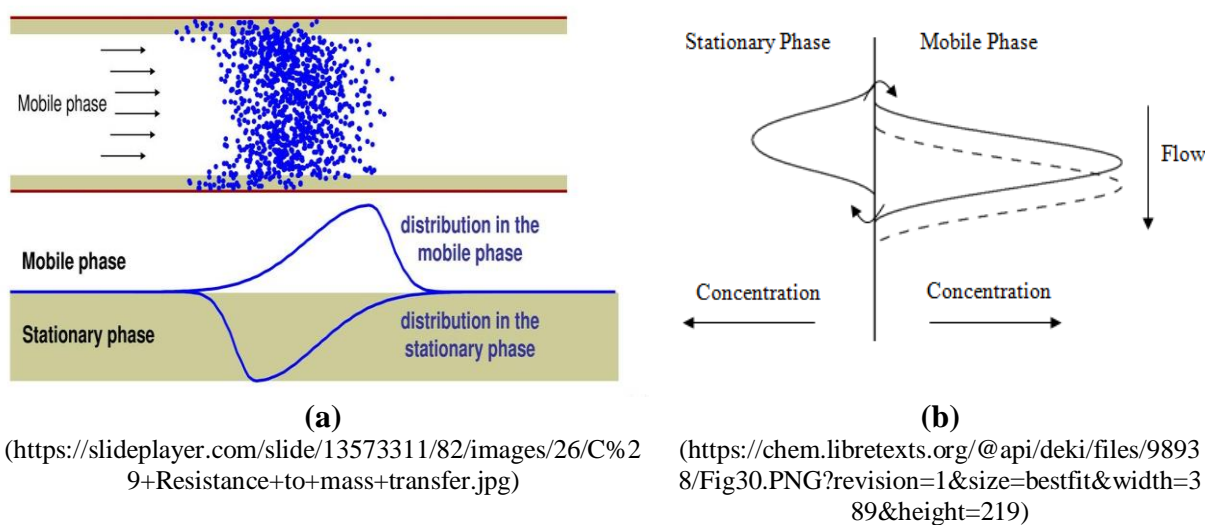 Mobile phase
Mobile phase
distribution in the
mobile phase
Stationary phase
distribution in the
stationary phase
(a)
(https://slideplayer.com/slide/13573311/82/images/26/C%2
9+Resistance+to+mass+transfer.jpg)
Stationary Phase
Mobile Phase
Flow
Concentration
Concentration
(b)
(https://chem.libretexts.org/@api/deki/files/9893
8/Fig30.PNG?revision=1&size=bestfit&width=3
89&height=219)